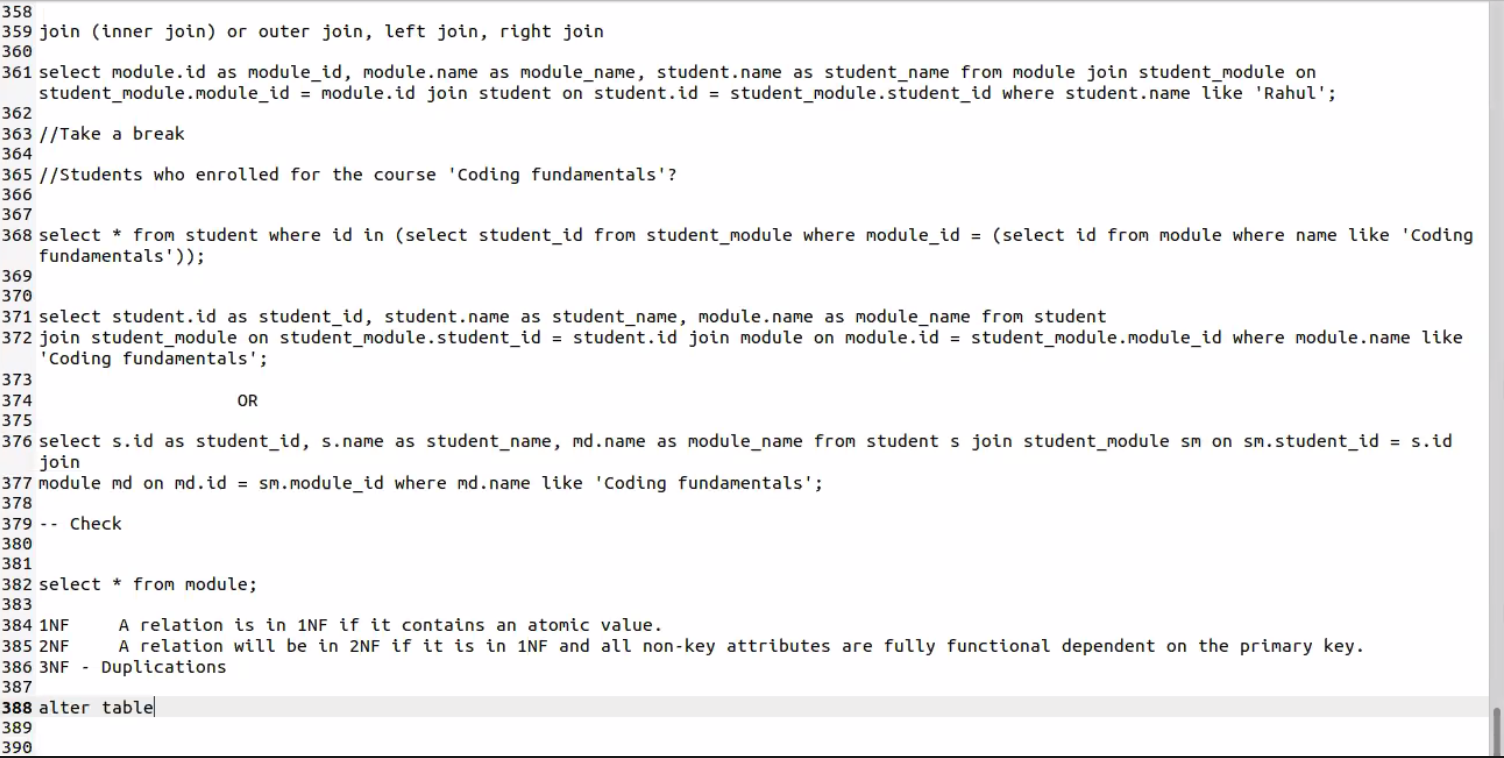 358
359 join (inner join) or outer join, left join, right join
360
361 select module.id as module_id, module.name as module_name, student.name as student_name from module join student_module on
student_module.module_id = module.id join student on student.id = student_module.student_id where student.name like 'Rahul';
362
363 //Take a break
364
365 //Students who enrolled for the course 'Coding fundamentals'?
366
367
368 select * from student where id in (select student_id from student_module where module_id = (select id from module where name like 'Coding
fundamentals'));
369
370
371 select student.id as student_id, student.name as student_name, module.name as module_name from student
372 join student_module on student_module.student_id = student.id join module on module.id = student_module.module_id where module.name like
'Coding fundamentals';
373
374 OR
375
376 select s.id as student_id, s.name as student_name, md.name as module_name from student s join student_module sm on sm.student_id = s.id
join
377 module md on md.id = sm.module_id where md.name like 'Coding fundamentals';
378
379 -- Check
380
381
382 select * from module;
383
384 1NF A relation is in 1NF if it contains an atomic value.
385 2NF A relation will be in 2NF if it is in 1NF and all non-key attributes are fully functional dependent on the primary key.
386 3NF - Duplications
387
388 alter table
389
390